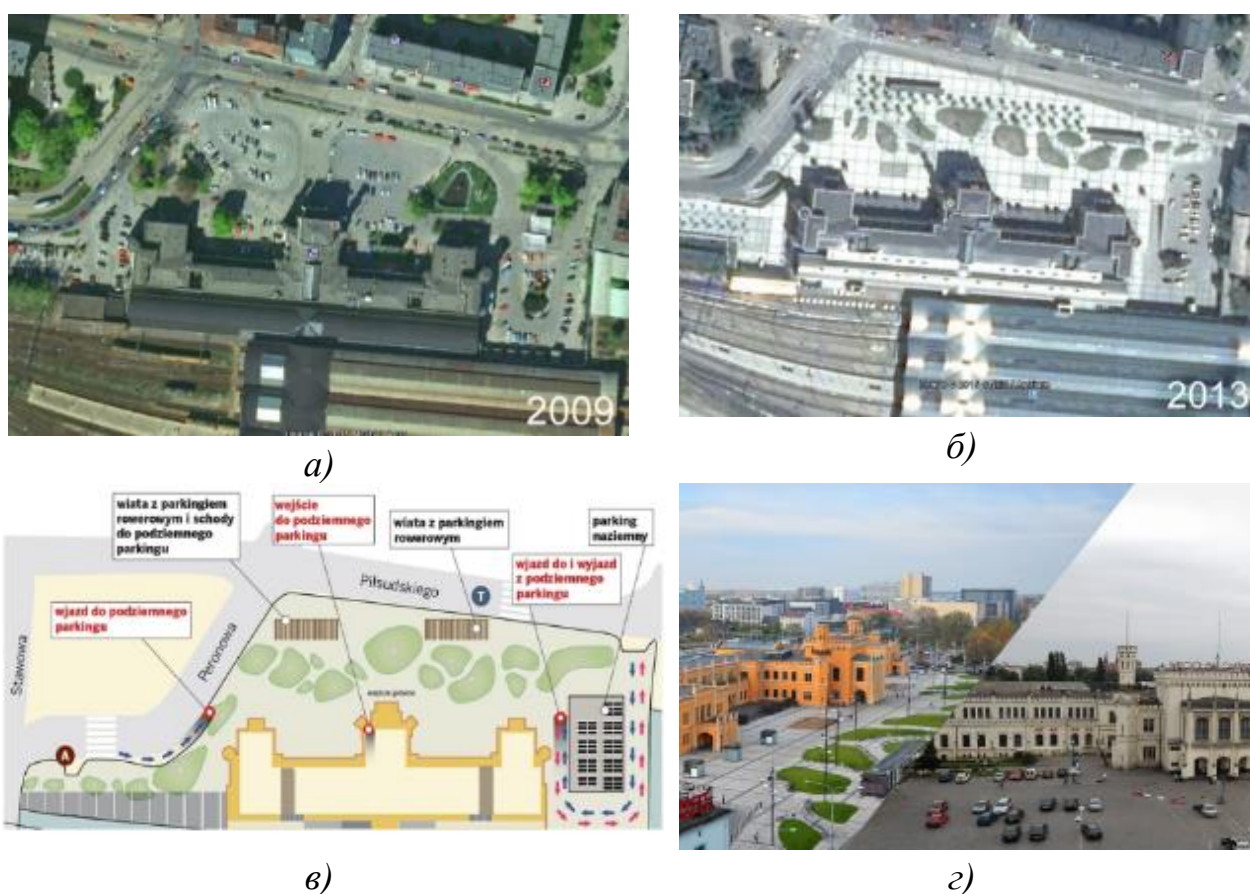 2009
2013
а)
б)
wiata z parkingiem
rowerowym i schody
do podziemnego
parkingu
wejście
do podziemnego
parkingu
wiata z parkingiem
rowerowym
parking
naziemny
wjazd do i wyjazd
z podziemnego
parkingu
wjazd do podziemnego
parkingu
Piłsudskiego
T
Peronowa
Stawowa
A
в)
г)